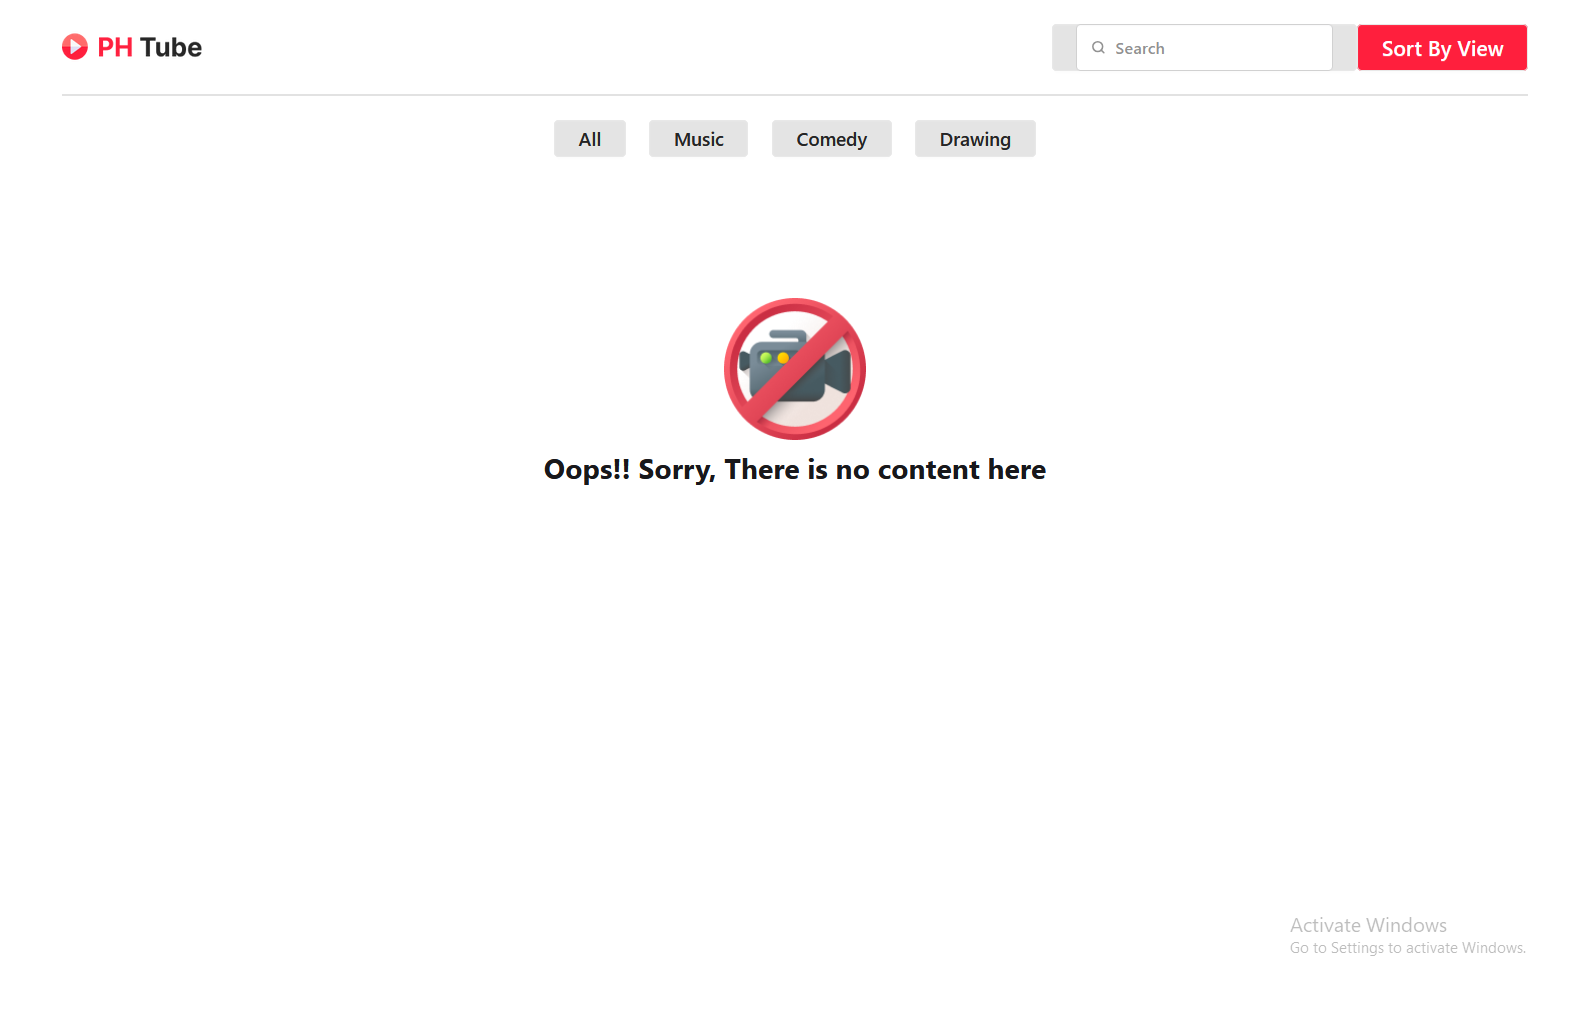 PH Tube
Search
Sort By View
All
Music
Comedy
Drawing
Oops!! Sorry, There is no content here
Activate Windows
Go to Settings to activate Windows.